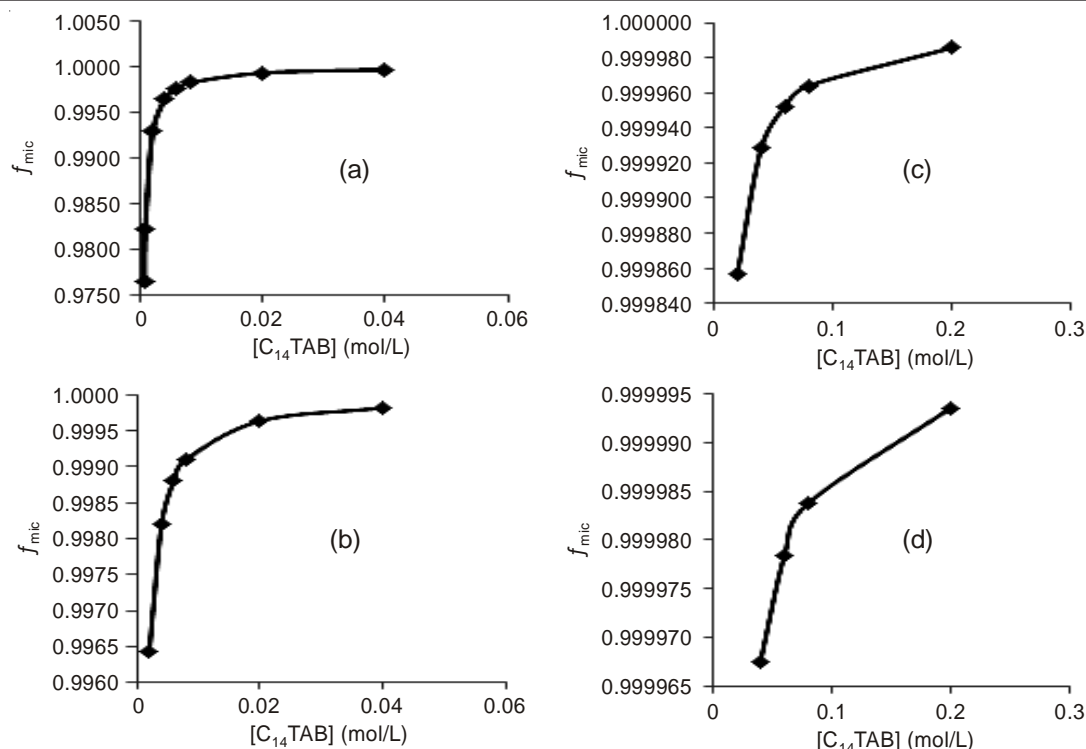 1.0050
1.0000
0.9950
0.9900
0.9850
0.9800
0.9750
f mic
(a)
0 0.02 0.04 0.06
[C14TAB] (mol/L)
1.000000
0.999980
0.999960
0.999940
0.999920
0.999900
0.999880
0.999860
0.999840
f mic
(c)
0 0.1 0.2 0.3
[C14TAB] (mol/L)
1.0000
0.9995
0.9990
0.9985
0.9980
0.9975
0.9970
0.9965
0.9960
f mic
(b)
0 0.02 0.04 0.06
[C14TAB] (mol/L)
0.999995
0.999990
0.999985
0.999980
0.999975
0.999970
0.999965
f mic
(d)
0 0.1 0.2 0.3
[C14TAB] (mol/L)